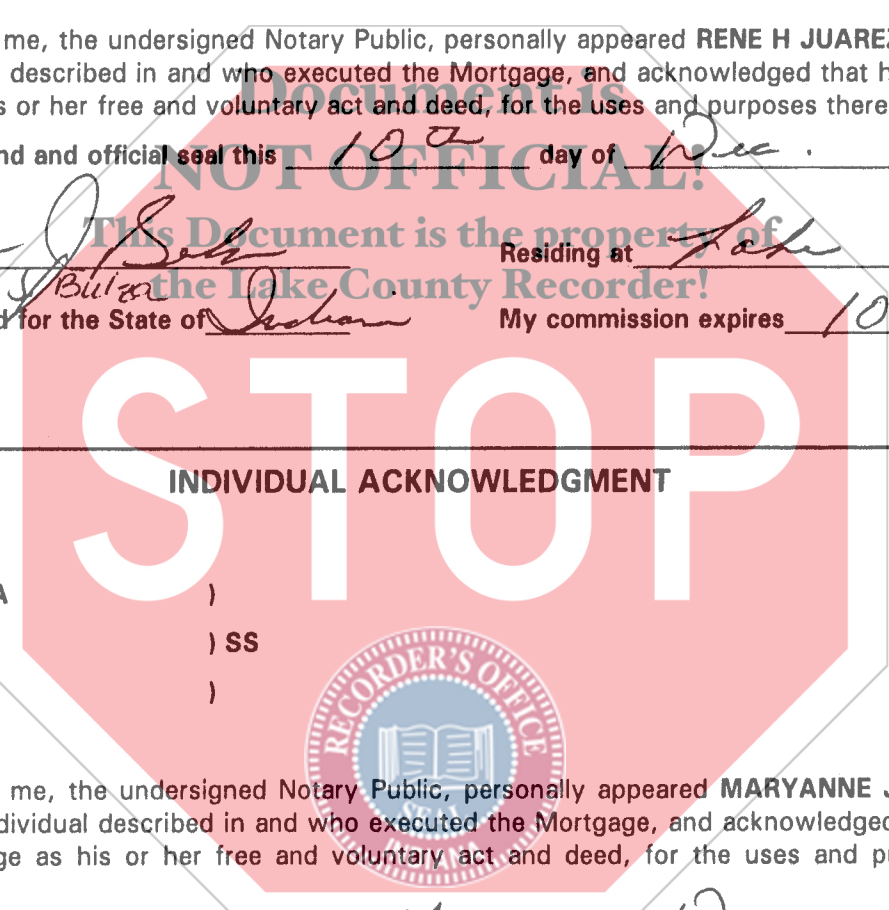 me, the undersigned Notary Public, personally appeared RENE H JUAREZ
described in and who executed the Mortgage, and acknowledged that h
s or her free and voluntary act and deed, for the uses and purposes there
Document is
nd and official seal this 10th day of Dec.
NOT OFFICIAL!
This Document is the property of
Residing at Lake
the Lake County Recorder!
d for the State of Indiana My commission expires 10
STOP
INDIVIDUAL ACKNOWLEDGMENT
A )
) SS
)
RECORDER'S OFFICE
SEAL
INDIANA
me, the undersigned Notary Public, personally appeared MARYANNE J
dividual described in and who executed the Mortgage, and acknowledged
ge as his or her free and voluntary act and deed, for the uses and pu